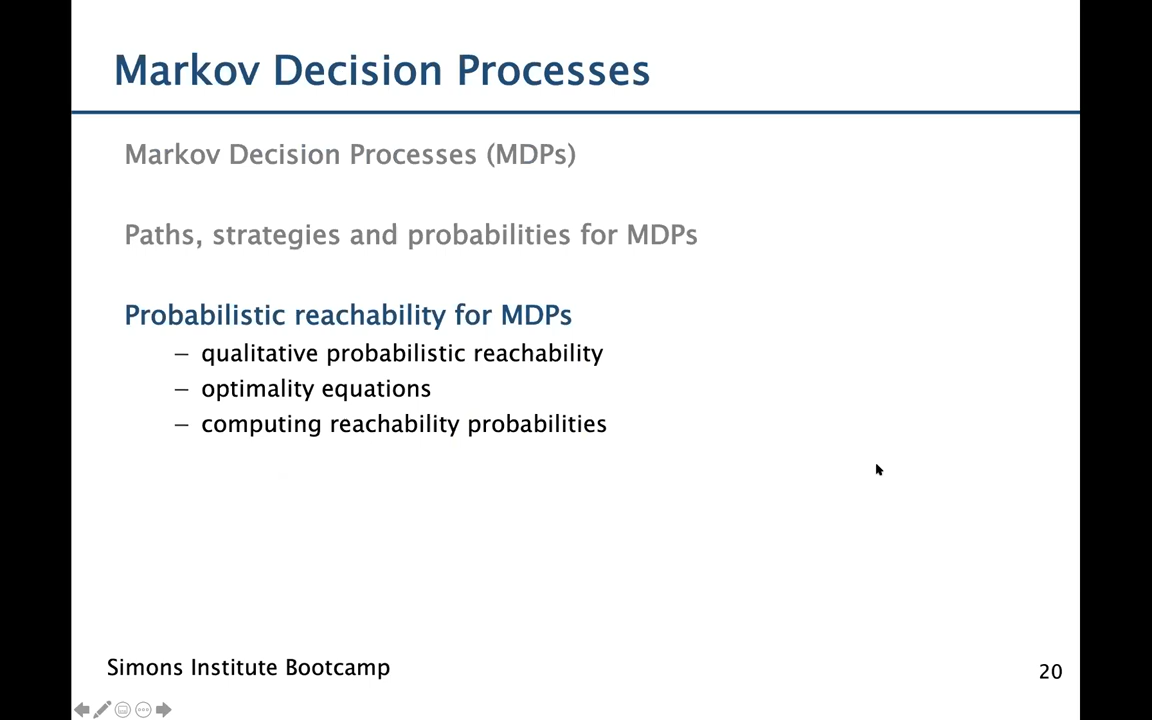 Markov Decision Processes
Markov Decision Processes (MDPs)
Paths, strategies and probabilities for MDPs
Probabilistic reachability for MDPs
– qualitative probabilistic reachability
– optimality equations
– computing reachability probabilities
Simons Institute Bootcamp
20